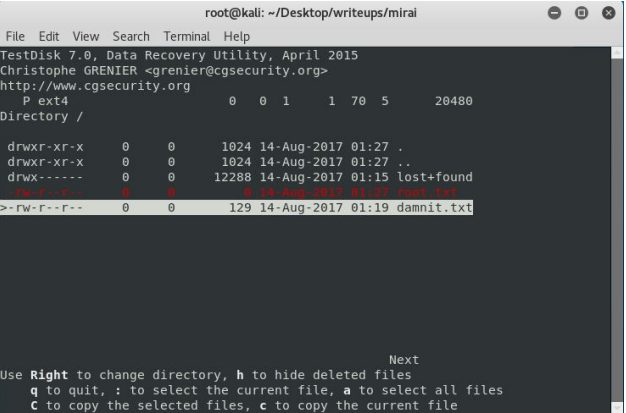 root@kali: ~/Desktop/writeups/mirai
File Edit View Search Terminal Help
TestDisk 7.0, Data Recovery Utility, April 2015
Christophe GRENIER <grenier@cgsecurity.org>
http://www.cgsecurity.org
P ext4 0 0 1 1 70 5 20480
Directory /
drwxr-xr-x 0 0 1024 14-Aug-2017 01:27 .
drwxr-xr-x 0 0 1024 14-Aug-2017 01:27 ..
drwx------ 0 0 12288 14-Aug-2017 01:15 lost+found
-rw-r--r-- 0 0 0 14-Aug-2017 01:27 root.txt
>-rw-r--r-- 0 0 129 14-Aug-2017 01:19 damnit.txt
Next
Use Right to change directory, h to hide deleted files
q to quit, : to select the current file, a to select all files
C to copy the selected files, c to copy the current file